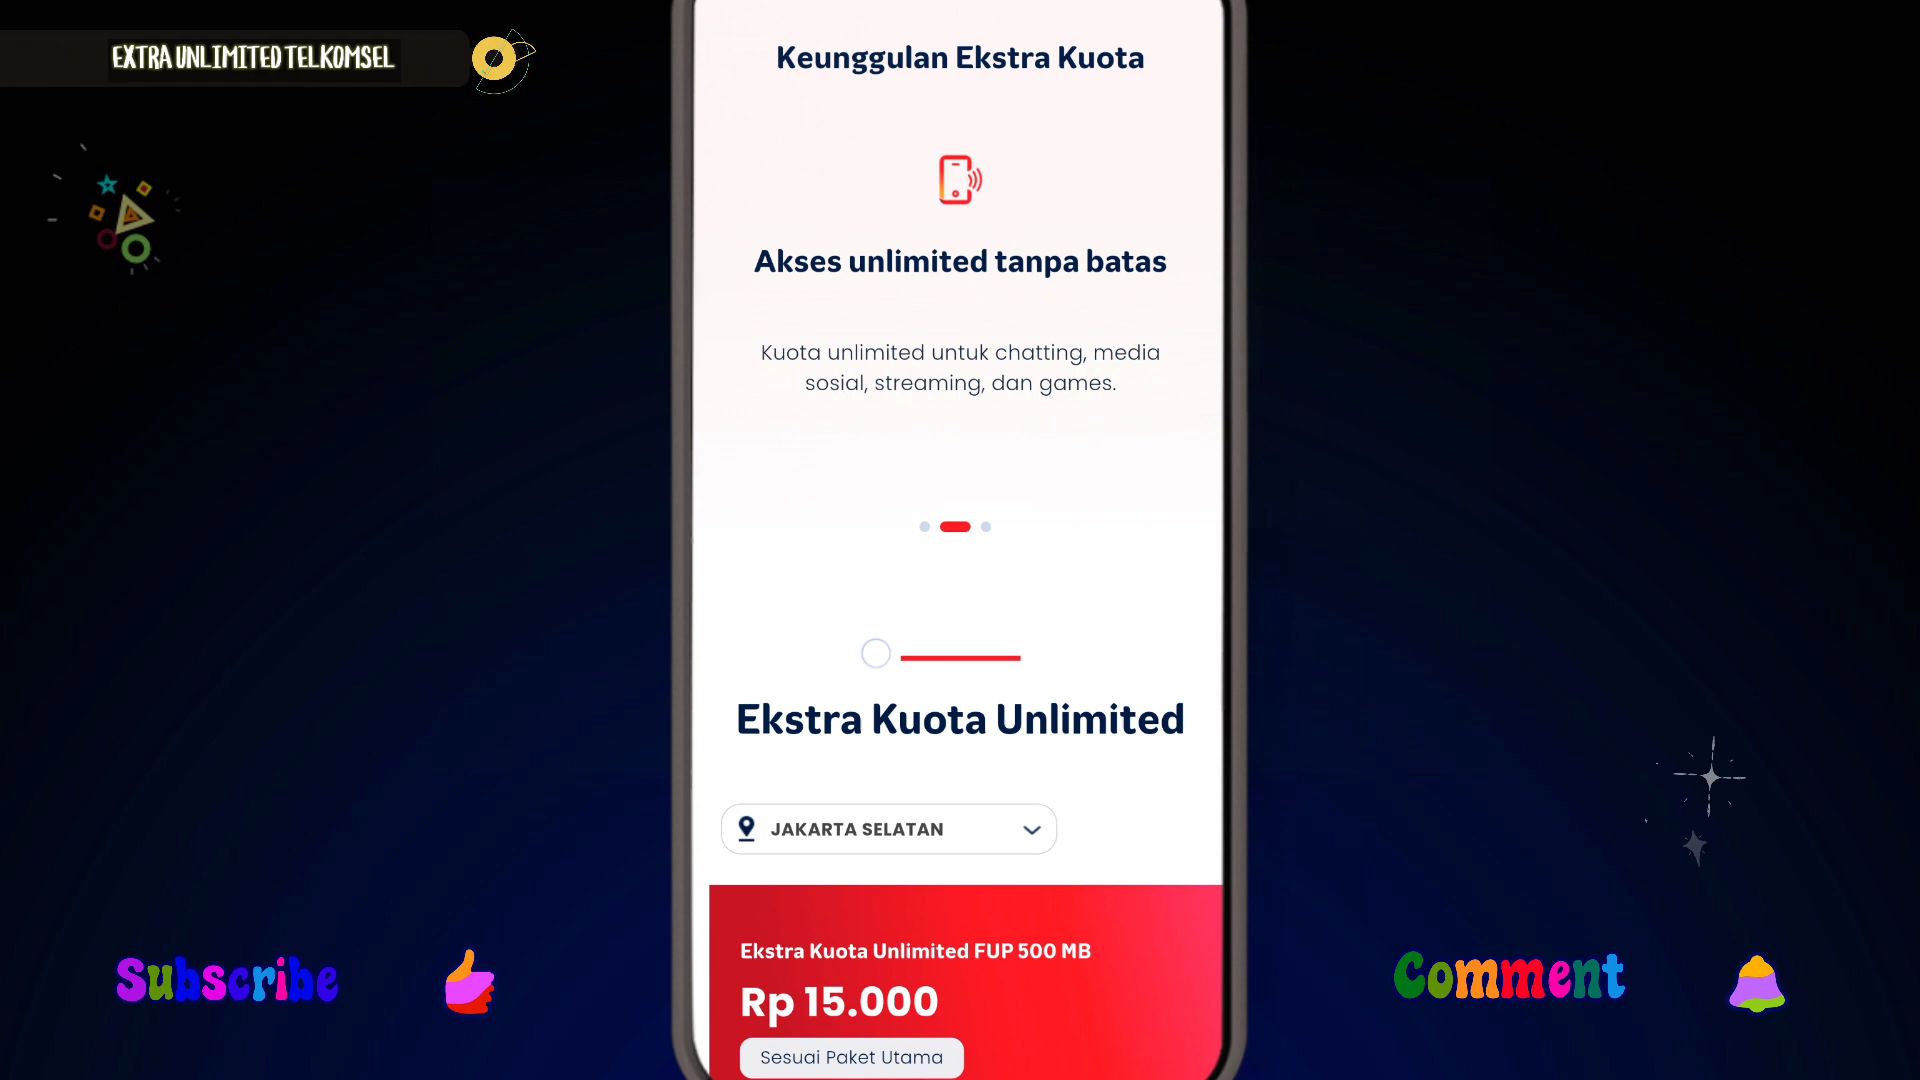 EXTRA UNLIMITED TELKOMSEL
Keunggulan Ekstra Kuota
Akses unlimited tanpa batas
Kuota unlimited untuk chatting, media
sosial, streaming, dan games.
Ekstra Kuota Unlimited
JAKARTA SELATAN
Ekstra Kuota Unlimited FUP 500 MB
Rp 15.000
Sesuai Paket Utama
Subscribe
Comment